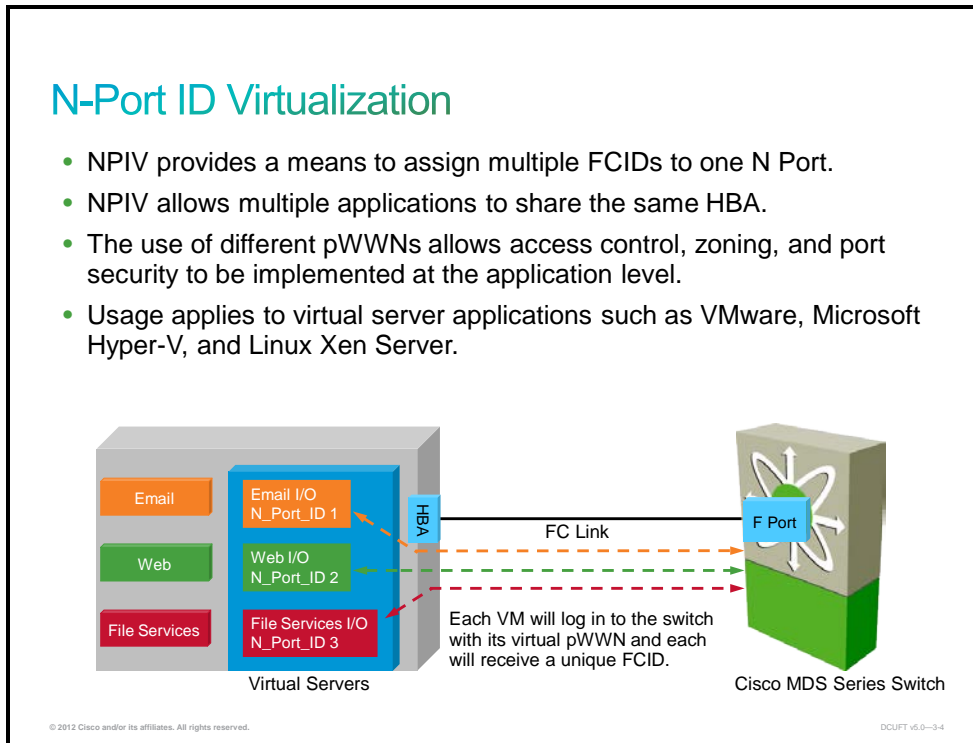 N-Port ID Virtualization
• NPIV provides a means to assign multiple FCIDs to one N Port.
• NPIV allows multiple applications to share the same HBA.
• The use of different pWWNs allows access control, zoning, and port
security to be implemented at the application level.
• Usage applies to virtual server applications such as VMware, Microsoft
Hyper-V, and Linux Xen Server.
Email
Email I/O
N_Port_ID 1
HBA
FC Link
F Port
Web
Web I/O
N_Port_ID 2
File Services
File Services I/O
N_Port_ID 3
Each VM will log in to the switch
with its virtual pWWN and each
will receive a unique FCID.
Virtual Servers
Cisco MDS Series Switch
© 2012 Cisco and/or its affiliates. All rights reserved.
DCUFT v5.0—3-4